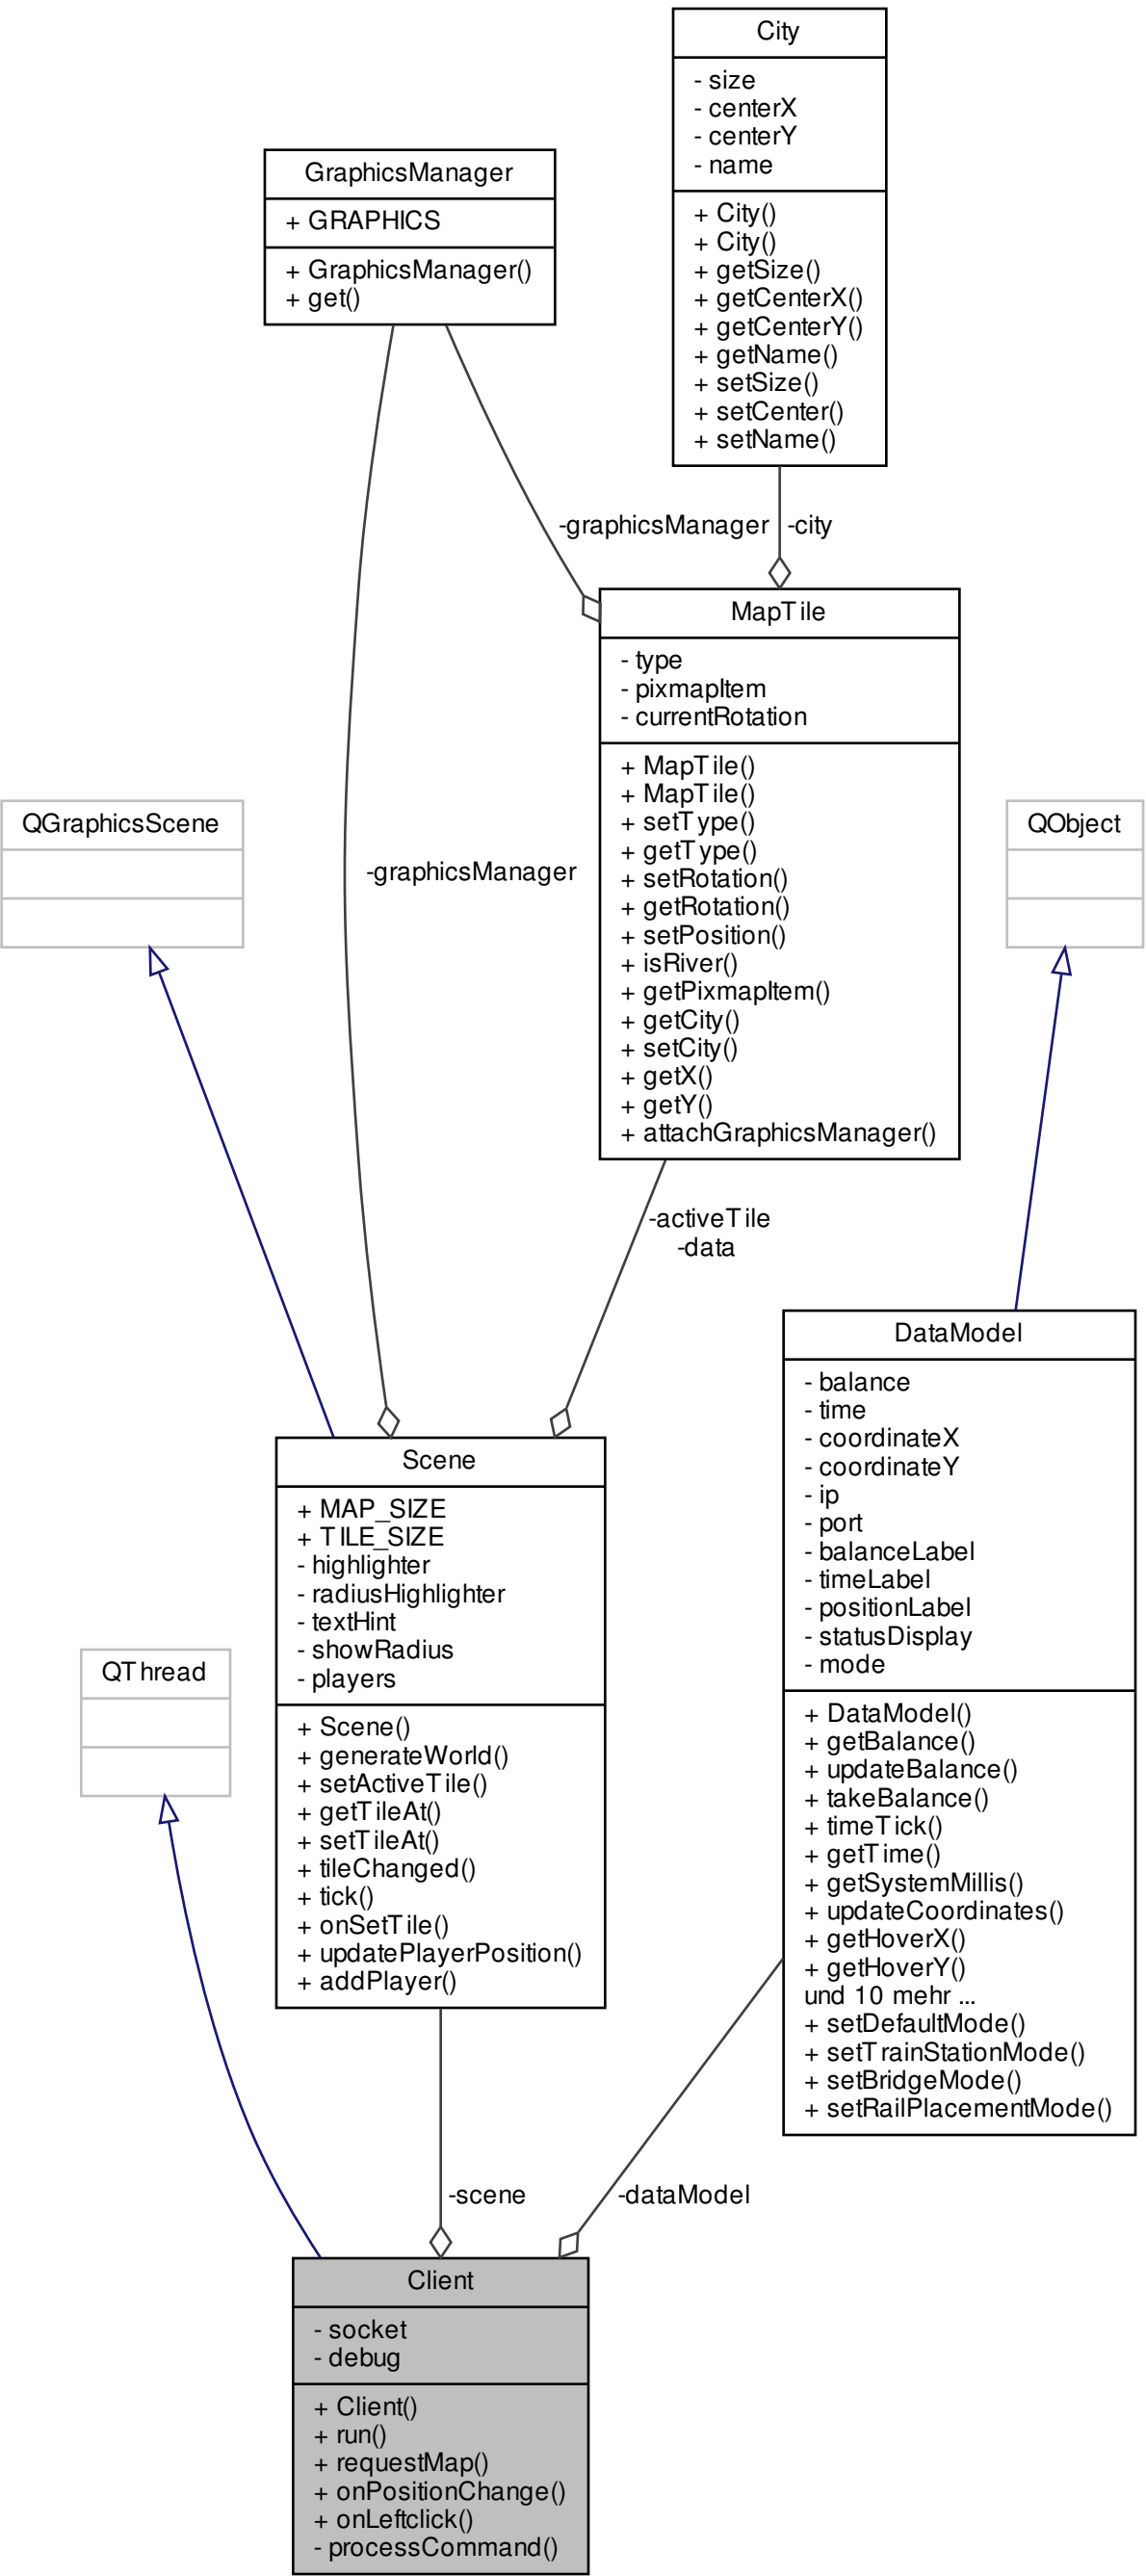 City
- size
- centerX
- centerY
- name
+ City()
+ City()
+ getSize()
+ getCenterX()
+ getCenterY()
+ getName()
+ setSize()
+ setCenter()
+ setName()
GraphicsManager
+ GRAPHICS
+ GraphicsManager()
+ get()
-graphicsManager
-city
MapTile
- type
- pixmapItem
- currentRotation
+ MapTile()
+ MapTile()
+ setType()
+ getType()
+ setRotation()
+ getRotation()
+ setPosition()
+ isRiver()
+ getPixmapItem()
+ getCity()
+ setCity()
+ getX()
+ getY()
+ attachGraphicsManager()
QGraphicsScene
-graphicsManager
QObject
-activeTile
-data
DataModel
- balance
- time
- coordinateX
- coordinateY
- ip
- port
- balanceLabel
- timeLabel
- positionLabel
- statusDisplay
- mode
+ DataModel()
+ getBalance()
+ updateBalance()
+ takeBalance()
+ timeTick()
+ getTime()
+ getSystemMillis()
+ updateCoordinates()
+ getHoverX()
+ getHoverY()
und 10 mehr ...
+ setDefaultMode()
+ setTrainStationMode()
+ setBridgeMode()
+ setRailPlacementMode()
Scene
+ MAP_SIZE
+ TILE_SIZE
- highlighter
- radiusHighlighter
- textHint
- showRadius
- players
+ Scene()
+ generateWorld()
+ setActiveTile()
+ getTileAt()
+ setTileAt()
+ tileChanged()
+ tick()
+ onSetTile()
+ updatePlayerPosition()
+ addPlayer()
QThread
-scene
-dataModel
Client
- socket
- debug
+ Client()
+ run()
+ requestMap()
+ onPositionChange()
+ onLeftclick()
- processCommand()